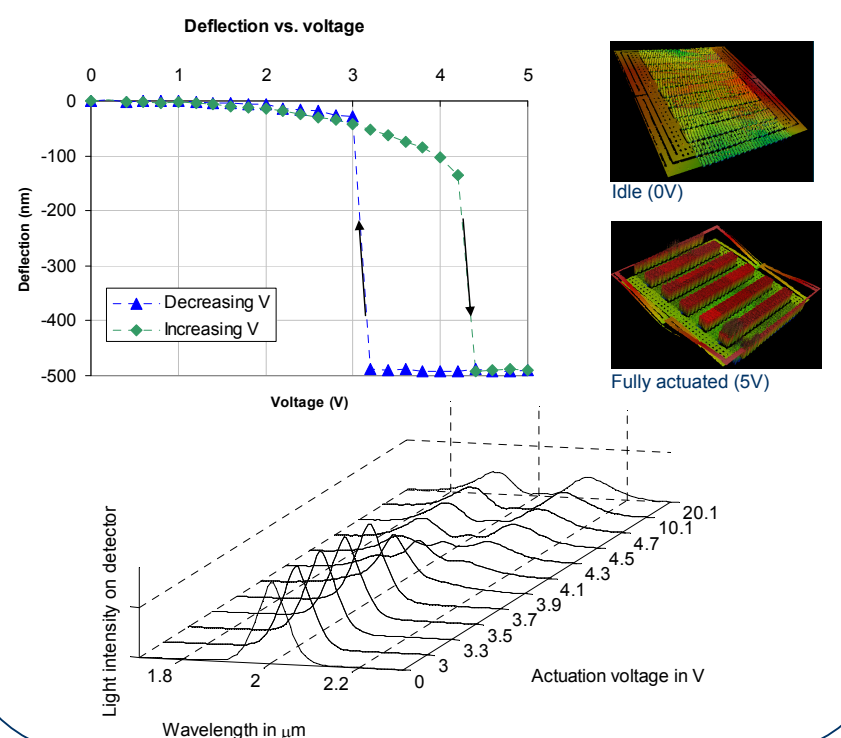 Deflection vs. voltage
0 1 2 3 4 5
0
-100
-200
-300
-400
-500
Deflection (nm)
Decreasing V
Increasing V
Voltage (V)
Idle (0V)
Fully actuated (5V)
Light intensity on detector
1.8 2 2.2
Wavelength in μm
0
3
3.3
3.5
3.7
3.9
4.1
4.3
4.5
4.7
10.1
20.1
Actuation voltage in V